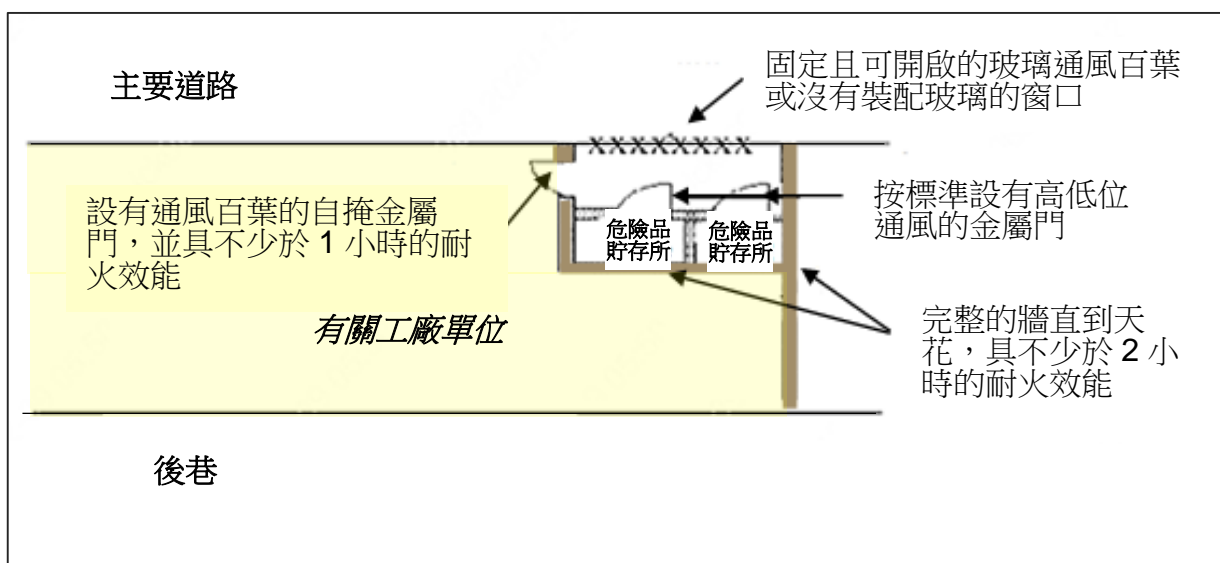 主要道路
固定且可開啟的玻璃通風百葉
或沒有裝配玻璃的窗口
XXXXXXXX
設有通風百葉的自掩金屬
門，並具不少於 1 小時的耐
火效能
按標準設有高低位
通風的金屬門
危險品
貯存所
危險品
貯存所
有關工廠單位
完整的牆直到天
花，具不少於 2 小
時的耐火效能
後巷